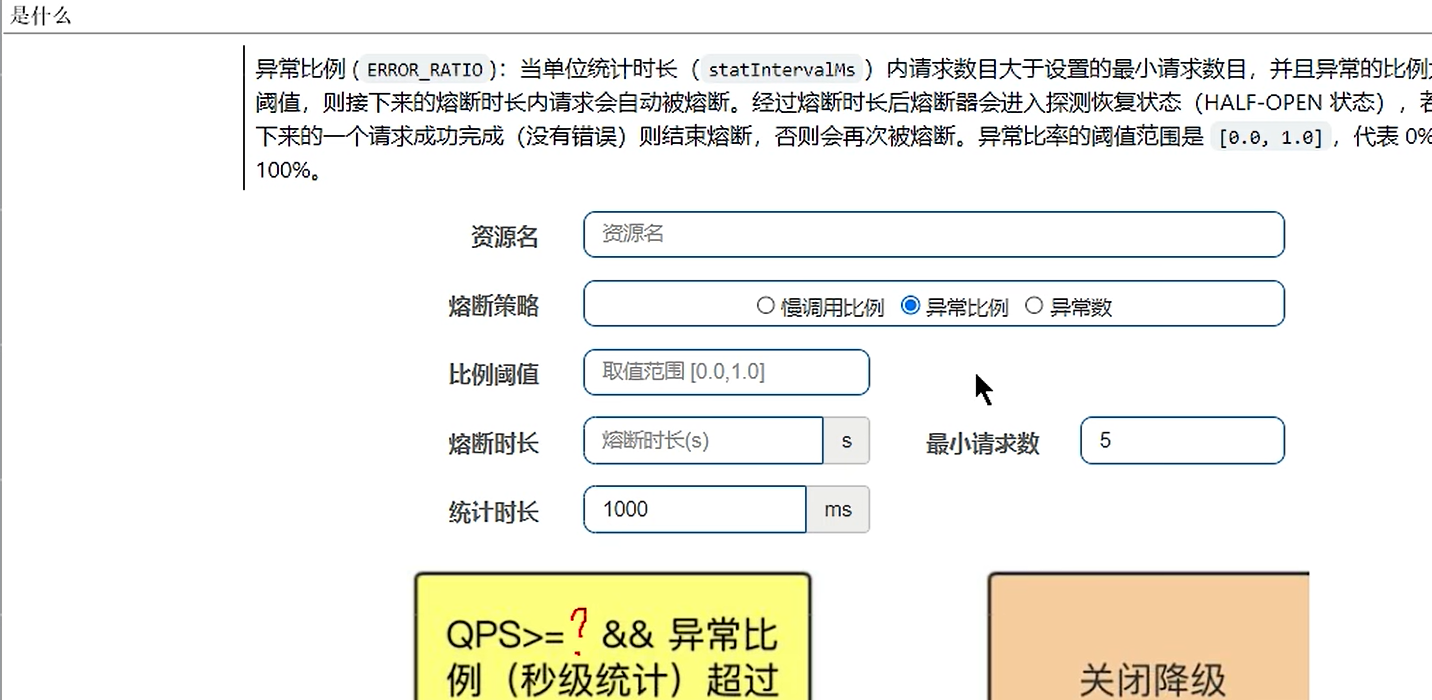 是什么
异常比例 ( ERROR_RATIO )：当单位统计时长（ statIntervalMs ）内请求数目大于设置的最小请求数目，并且异常的比例
阈值，则接下来的熔断时长内请求会自动被熔断。经过熔断时长后熔断器会进入探测恢复状态（HALF-OPEN 状态），
下来的一个请求成功完成（没有错误）则结束熔断，否则会再次被熔断。异常比率的阈值范围是 [0.0, 1.0] ，代表 0%
100%。
资源名 资源名
熔断策略 慢调用比例 异常比例 异常数
比例阈值 取值范围 [0.0,1.0]
熔断时长 熔断时长(s) s 最小请求数 5
统计时长 1000 ms
QPS>=? && 异常比
例（秒级统计）超过
关闭降级